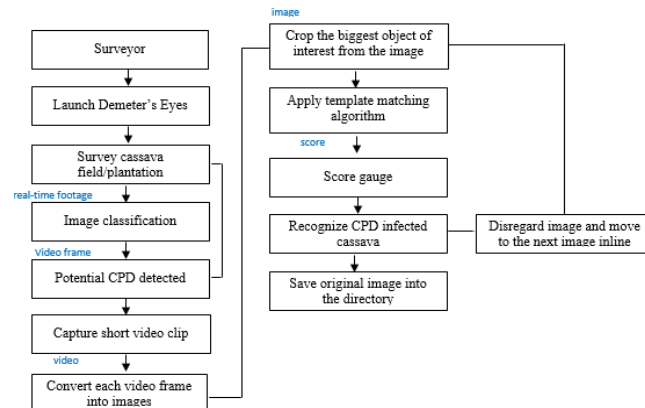 Surveyor
Launch Demeter's Eyes
Survey cassava
field/plantation
real-time footage
Image classification
Video frame
Potential CPD detected
Capture short video clip
video
Convert each video frame
into images
image
Crop the biggest object of
interest from the image
Apply template matching
algorithm
score
Score gauge
Recognize CPD infected
cassava
Disregard image and move
to the next image inline
Save original image into
the directory